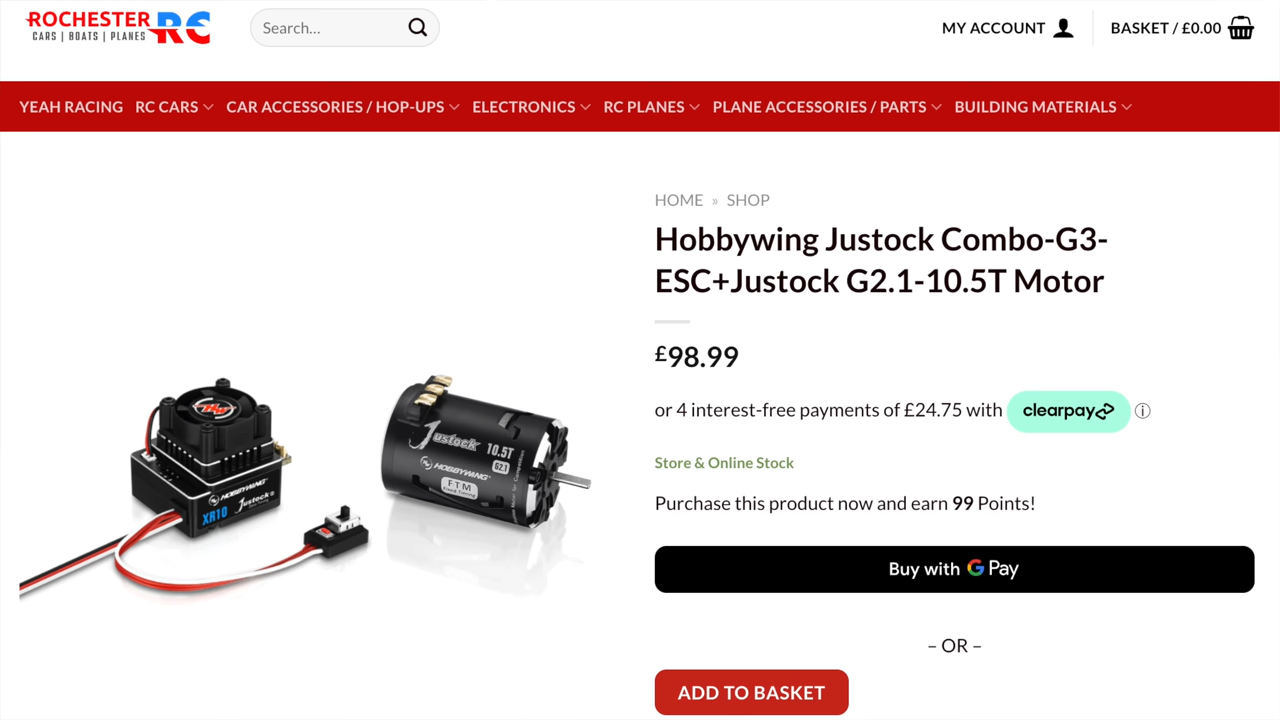 ROCHESTER RC
CARS | BOATS | PLANES
Search...
MY ACCOUNT
BASKET / £0.00
YEAH RACING RC CARS CAR ACCESSORIES / HOP-UPS ELECTRONICS RC PLANES PLANE ACCESSORIES / PARTS BUILDING MATERIALS
HOME » SHOP
Hobbywing Justock Combo-G3-
ESC+Justock G2.1-10.5T Motor
£98.99
or 4 interest-free payments of £24.75 with clearpay
Store & Online Stock
Purchase this product now and earn 99 Points!
Buy with G Pay
– OR –
ADD TO BASKET
HOBBYWING
XR10 Justock
Justock 10.5T
G2.1
HOBBYWING
FTM
Fixed Timing